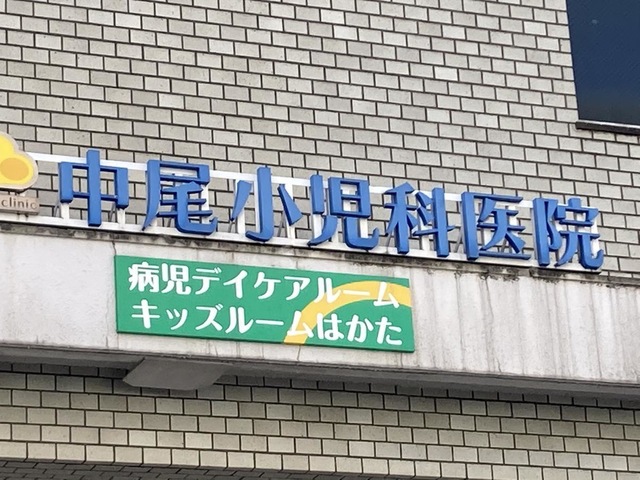 clinic
中尾小児科医院
病児デイケアルーム
キッズルームはかた